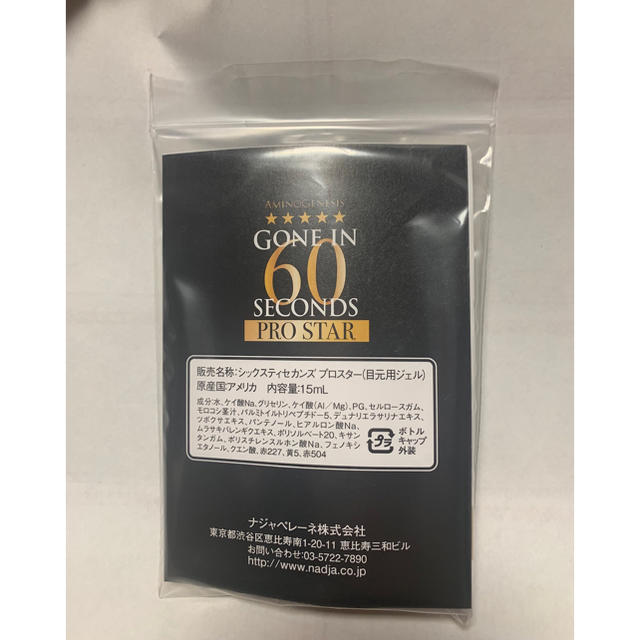 AMINOGENESIS
★★★★★
GONE IN
60
SECONDS
PRO STAR
販売名称:シックスティセカンズ プロスター(目元用ジェル)
原産国:アメリカ 内容量:15mL
成分:水、ケイ酸Na、グリセリン、ケイ酸(Al/Mg)、PG、セルロースガム、
モロコシ茎汁、パルミトイルトリペプチド-5、デュナリエラサリナエキス、
ツボクサエキス、パンテノール、ヒアルロン酸Na、
ムラサキバレンギクエキス、ポリソルベート20、キサン
タンガム、ポリスチレンスルホン酸Na、フェノキシ
エタノール、クエン酸、赤227、黄5、赤504
プラ
ボトル
キャップ
外装
ナジャペレーネ株式会社
東京都渋谷区恵比寿南1-20-11 恵比寿三和ビル
お問い合わせ:03-5722-7890
http://www.nadja.co.jp